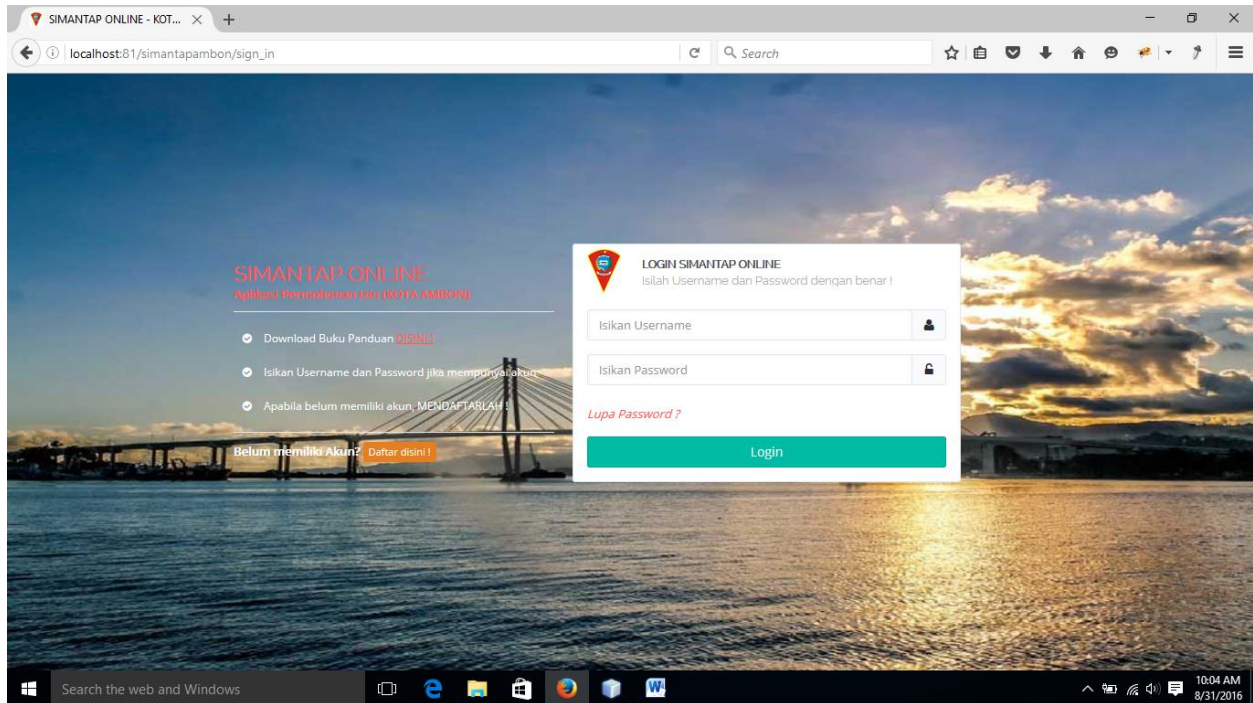 SIMANTAP ONLINE - KOT...
localhost:81/simantapambon/sign_in
Search
SIMANTAP ONLINE
Aplikasi Permohonan Izin (KOTA AMBON)
Download Buku Panduan DISINI !
Isikan Username dan Password jika mempunyai akun
Apabila belum memiliki akun, MENDAFTARLAH !
Belum memiliki Akun? Daftar disini !
LOGIN SIMANTAP ONLINE
Isilah Username dan Password dengan benar !
Isikan Username
Isikan Password
Lupa Password ?
Login
Search the web and Windows
10:04 AM
8/31/2016